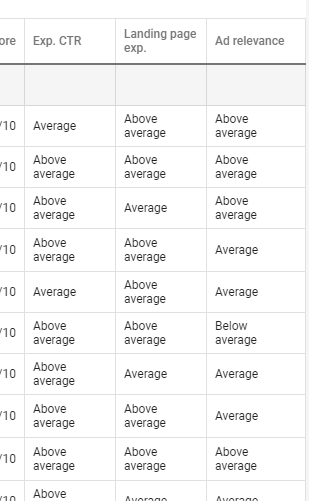 ore Exp. CTR Landing page exp. Ad relevance
/10 Average Above average Above average
/10 Above average Above average Above average
/10 Above average Average Above average
/10 Above average Above average Average
/10 Average Above average Average
/10 Above average Above average Below average
/10 Above average Average Average
/10 Above average Above average Average
/10 Above average Above average Above average
/10 Above Average Average